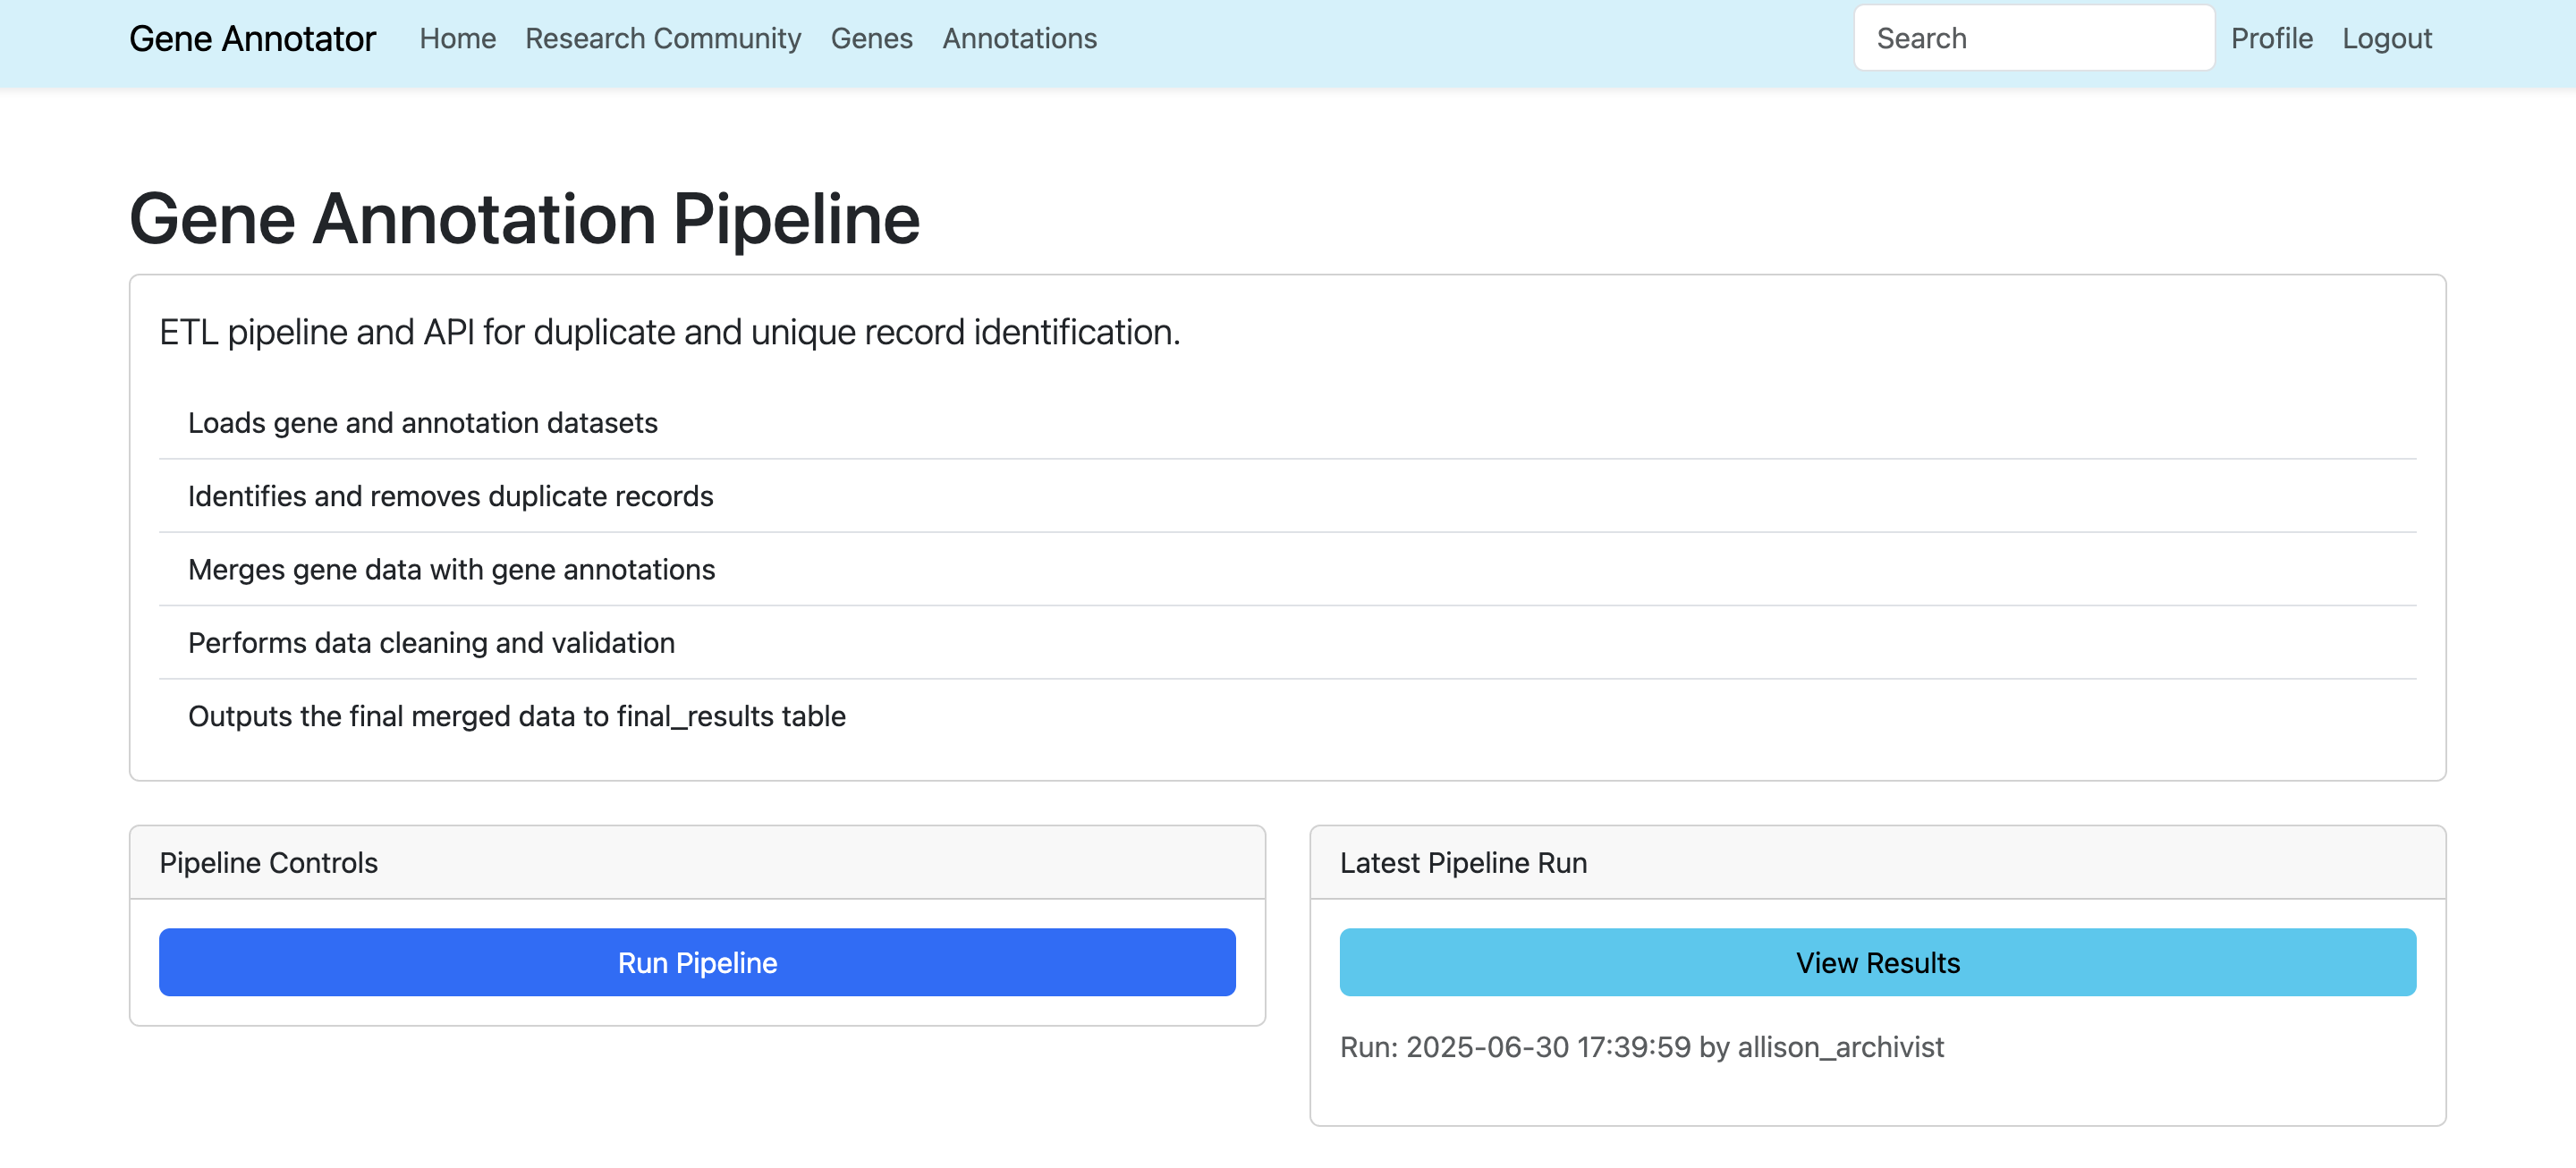 Gene Annotator Home Research Community Genes Annotations Search Profile Logout
Gene Annotation Pipeline
ETL pipeline and API for duplicate and unique record identification.
Loads gene and annotation datasets
Identifies and removes duplicate records
Merges gene data with gene annotations
Performs data cleaning and validation
Outputs the final merged data to final_results table
Pipeline Controls
Run Pipeline
Latest Pipeline Run
View Results
Run: 2025-06-30 17:39:59 by allison_archivist